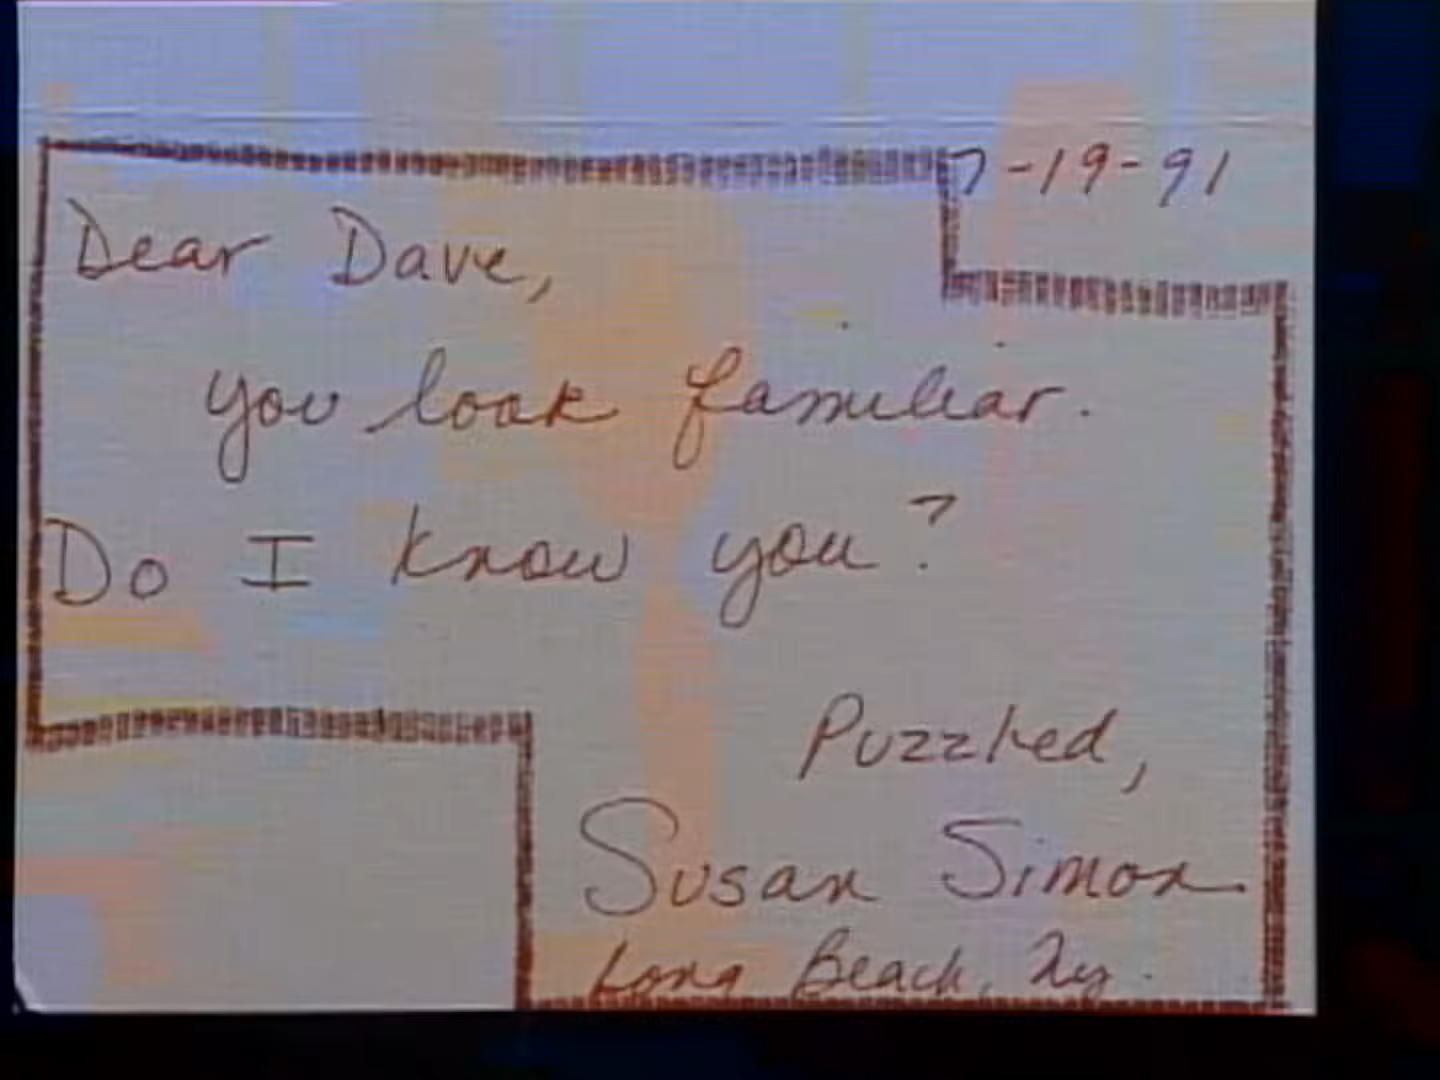 7-19-91
Dear Dave,
you look familiar.
Do I know you?
Puzzled,
Susan Simon
Long Beach, Ny.